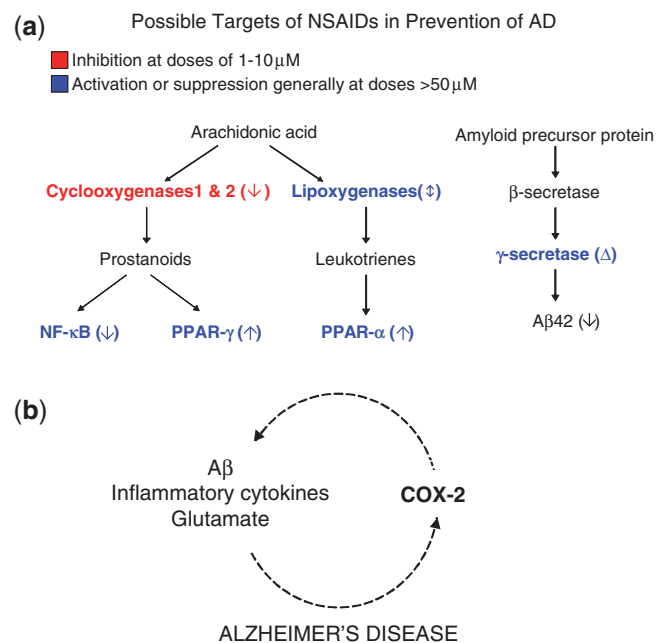 (a) Possible Targets of NSAIDs in Prevention of AD
Inhibition at doses of 1-10μM
Activation or suppression generally at doses >50μM
Arachidonic acid
Amyloid precursor protein
Cyclooxygenases1 & 2 (↓)
Lipoxygenases(↕)
β-secretase
Prostanoids
Leukotrienes
γ-secretase (Δ)
NF-κB (↓)
PPAR-γ (↑)
PPAR-α (↑)
Aβ42 (↓)
(b)
Aβ
Inflammatory cytokines
Glutamate
COX-2
ALZHEIMER'S DISEASE